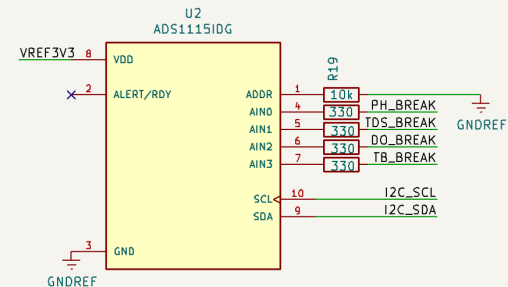 U2
ADS1115IDG
VREF3V3 8 VDD
2 ALERT/RDY
ADDR 1 10k R19
GNDREF
AIN0 4 330 PH_BREAK
AIN1 5 330 TDS_BREAK
AIN2 6 330 DO_BREAK
AIN3 7 330 TB_BREAK
SCL 10 I2C_SCL
SDA 9 I2C_SDA
3 GND
GNDREF